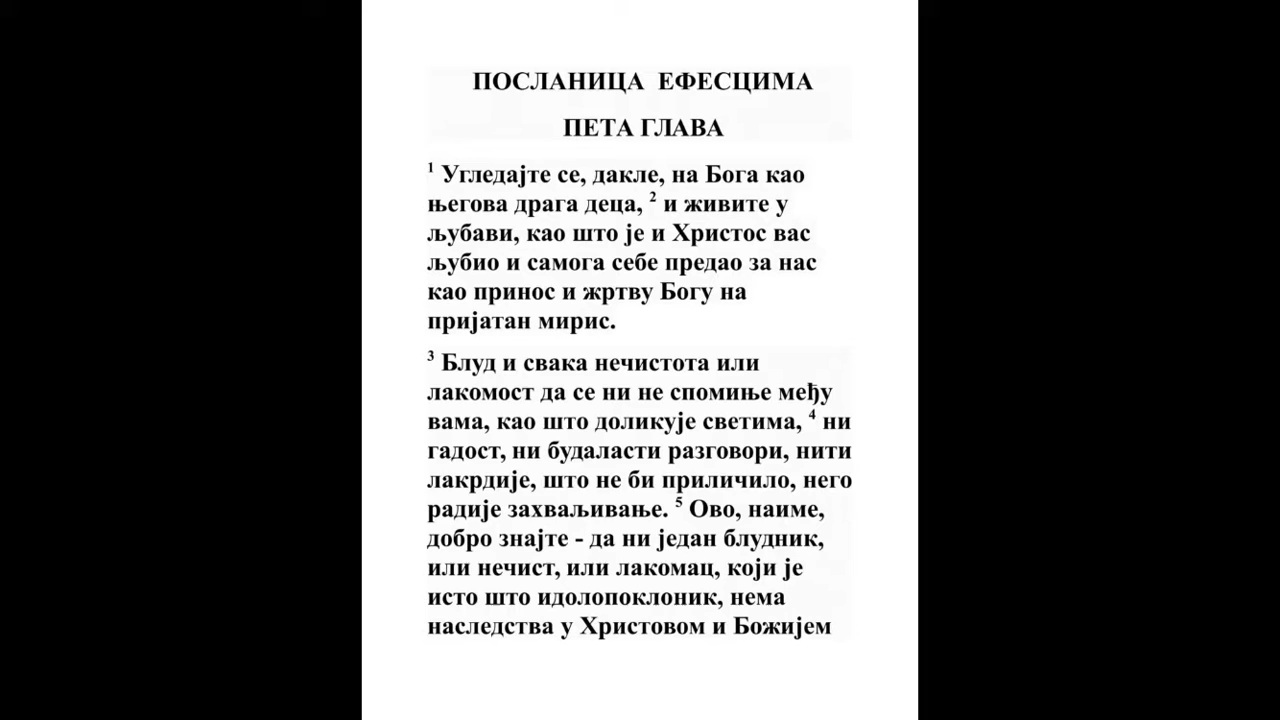 ПОСЛАНИЦА ЕФЕСЦИМА
ПЕТА ГЛАВА
1 Угледајте се, дакле, на Бога као
његова драга деца, 2 и живите у
љубави, као што је и Христос вас
љубио и самога себе предао за нас
као принос и жртву Богу на
пријатан мирис.
3 Блуд и свака нечистота или
лакомост да се ни не спомиње међу
вама, као што доликује светима, 4 ни
гадост, ни будаласти разговори, нити
лакрдије, што не би приличило, него
радије захваљивање. 5 Ово, наиме,
добро знајте - да ни један блудник,
или нечист, или лакомац, који је
исто што идолопоклоник, нема
наследства у Христовом и Божијем